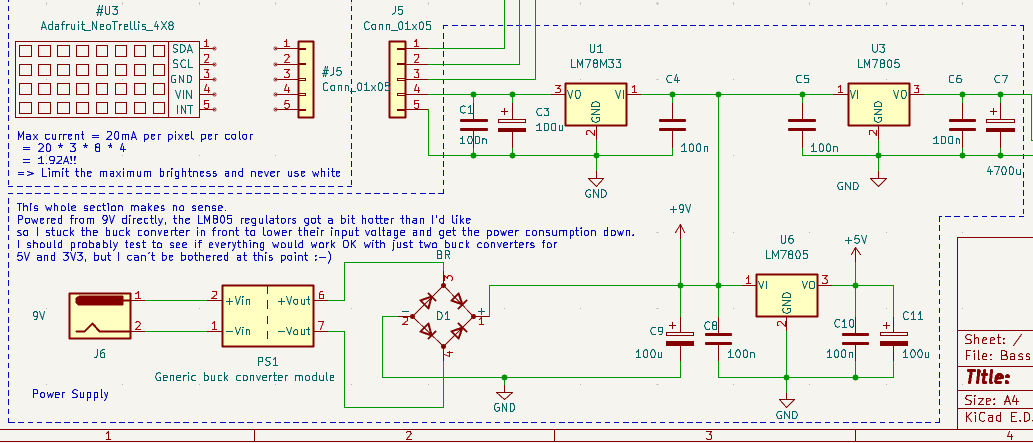 #U3
Adafruit_NeoTrellis_4X8
SDA 1
SCL 2
GND 3
VIN 4
INT 5
1
2
3
4
5
#J5
Conn_01x05
J5
Conn_01x05
1
2
3
4
5
Max current = 20mA per pixel per color
= 20 * 3 * 8 * 4
= 1.92A!!
=> Limit the maximum brightness and never use white
C1
100n
C3
100u
U1
LM78M33
3 VO VI 1
GND
2
GND
C4
100n
C5
100n
U3
LM7805
1 VI VO 3
GND
2
GND
C6
100n
C7
4700u
This whole section makes no sense.
Powered from 9V directly, the LM805 regulators got a bit hotter than I'd like
so I stuck the buck converter in front to lower their input voltage and get the power consumption down.
I should probably test to see if everything would work OK with just two buck converters for
5V and 3V3, but I can't be bothered at this point :-)
9V
1
2
J6
2 +Vin +Vout 6
1 -Vin -Vout 7
PS1
Generic buck converter module
BR
3
2 - D1 + 1
4
GND
+9V
C9
100u
C8
100n
U6
LM7805
1 VI VO 3
GND
2
GND
+5V
C10
100n
C11
100u
Power Supply
Sheet: /
File: Bass
Title:
Size: A4
KiCad E.D.
1
2
3
4